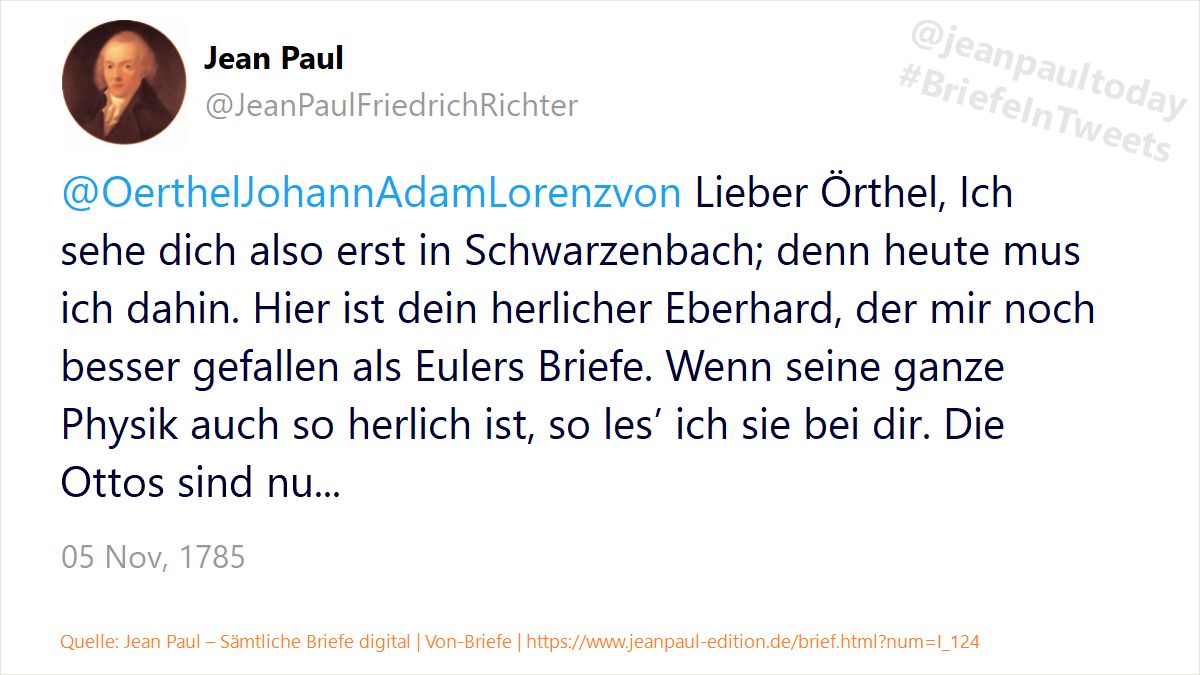 Jean Paul
@JeanPaulFriedrichRichter
@jeanpaultoday
#BriefeInTweets
@OerthelJohannAdamLorenzvon Lieber Örthel, Ich
sehe dich also erst in Schwarzenbach; denn heute mus
ich dahin. Hier ist dein herlicher Eberhard, der mir noch
besser gefallen als Eulers Briefe. Wenn seine ganze
Physik auch so herlich ist, so les’ ich sie bei dir. Die
Ottos sind nu...
05 Nov, 1785
Quelle: Jean Paul – Sämtliche Briefe digital | Von-Briefe | https://www.jeanpaul-edition.de/brief.html?num=I_124